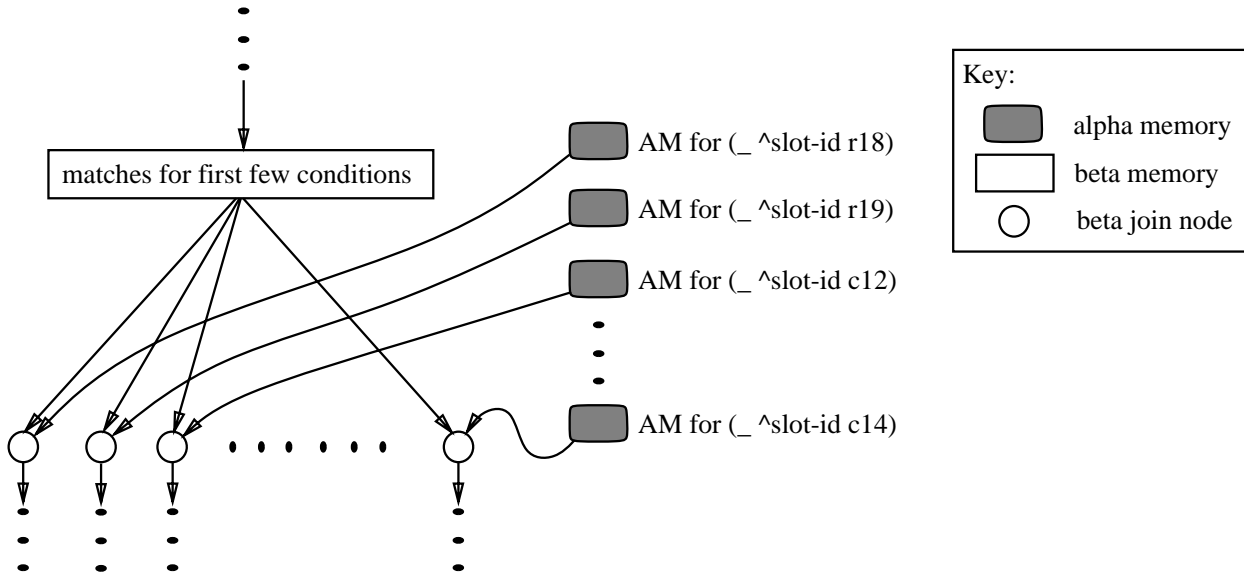 matches for first few conditions
AM for (_ ^slot-id r18)
AM for (_ ^slot-id r19)
AM for (_ ^slot-id c12)
AM for (_ ^slot-id c14)
Key:
alpha memory
beta memory
beta join node